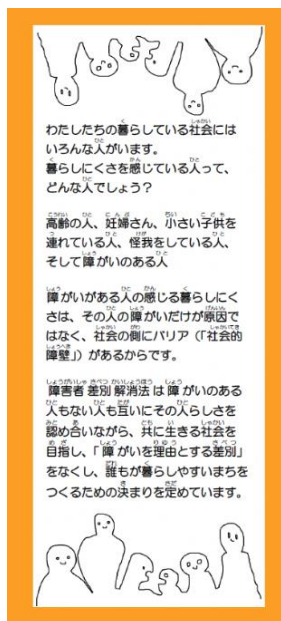 わたしたちの暮らしている社会には
いろんな人がいます。
暮らしにくさを感じている人って、
どんな人でしょう？
高齢の人、妊婦さん、小さい子供を
連れている人、怪我をしている人、
そして障がいのある人
障がいがある人の感じる暮らしにく
さは、その人の障がいだけが原因で
はなく、社会の側にバリア（「社会的
障壁」）があるからです。
障害者差別解消法は障がいのある
人もない人も互いにその人らしさを
認め合いながら、共に生きる社会を
目指し、「障がいを理由とする差別」
をなくし、誰もが暮らしやすいまちを
つくるための決まりを定めています。